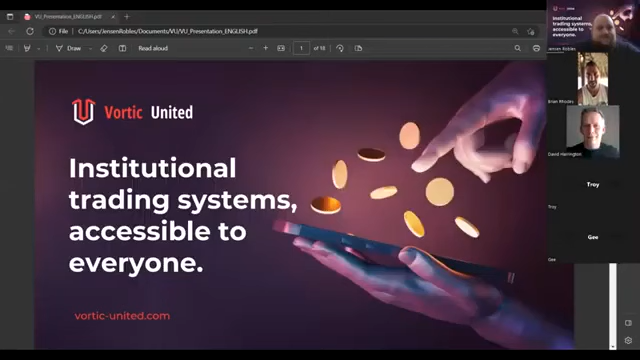 VU_Presentation_ENGLISH.pdf
File
C:/Users/JensenRobles/Documents/VU/VU_Presentation_ENGLISH.pdf
Draw
Read aloud
1
of 18
Vortic United
Institutional
trading systems,
accessible to
everyone.
vortic-united.com
Institutional
trading systems,
accessible to
everyone.
Jensen Robles
Brian Rhodes
David Harrington
Troy
Troy
Gee
Gee